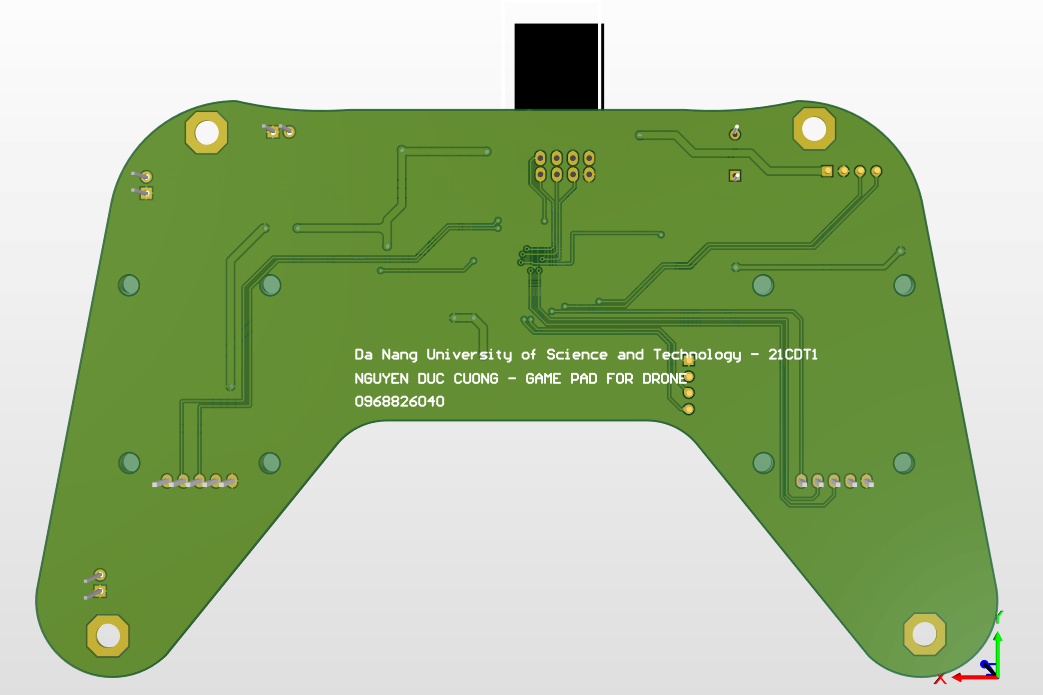 Da Nang University of Science and Technology - 21CDT1
NGUYEN DUC CUONG - GAME PAD FOR DRONE
0968826040
Y
X